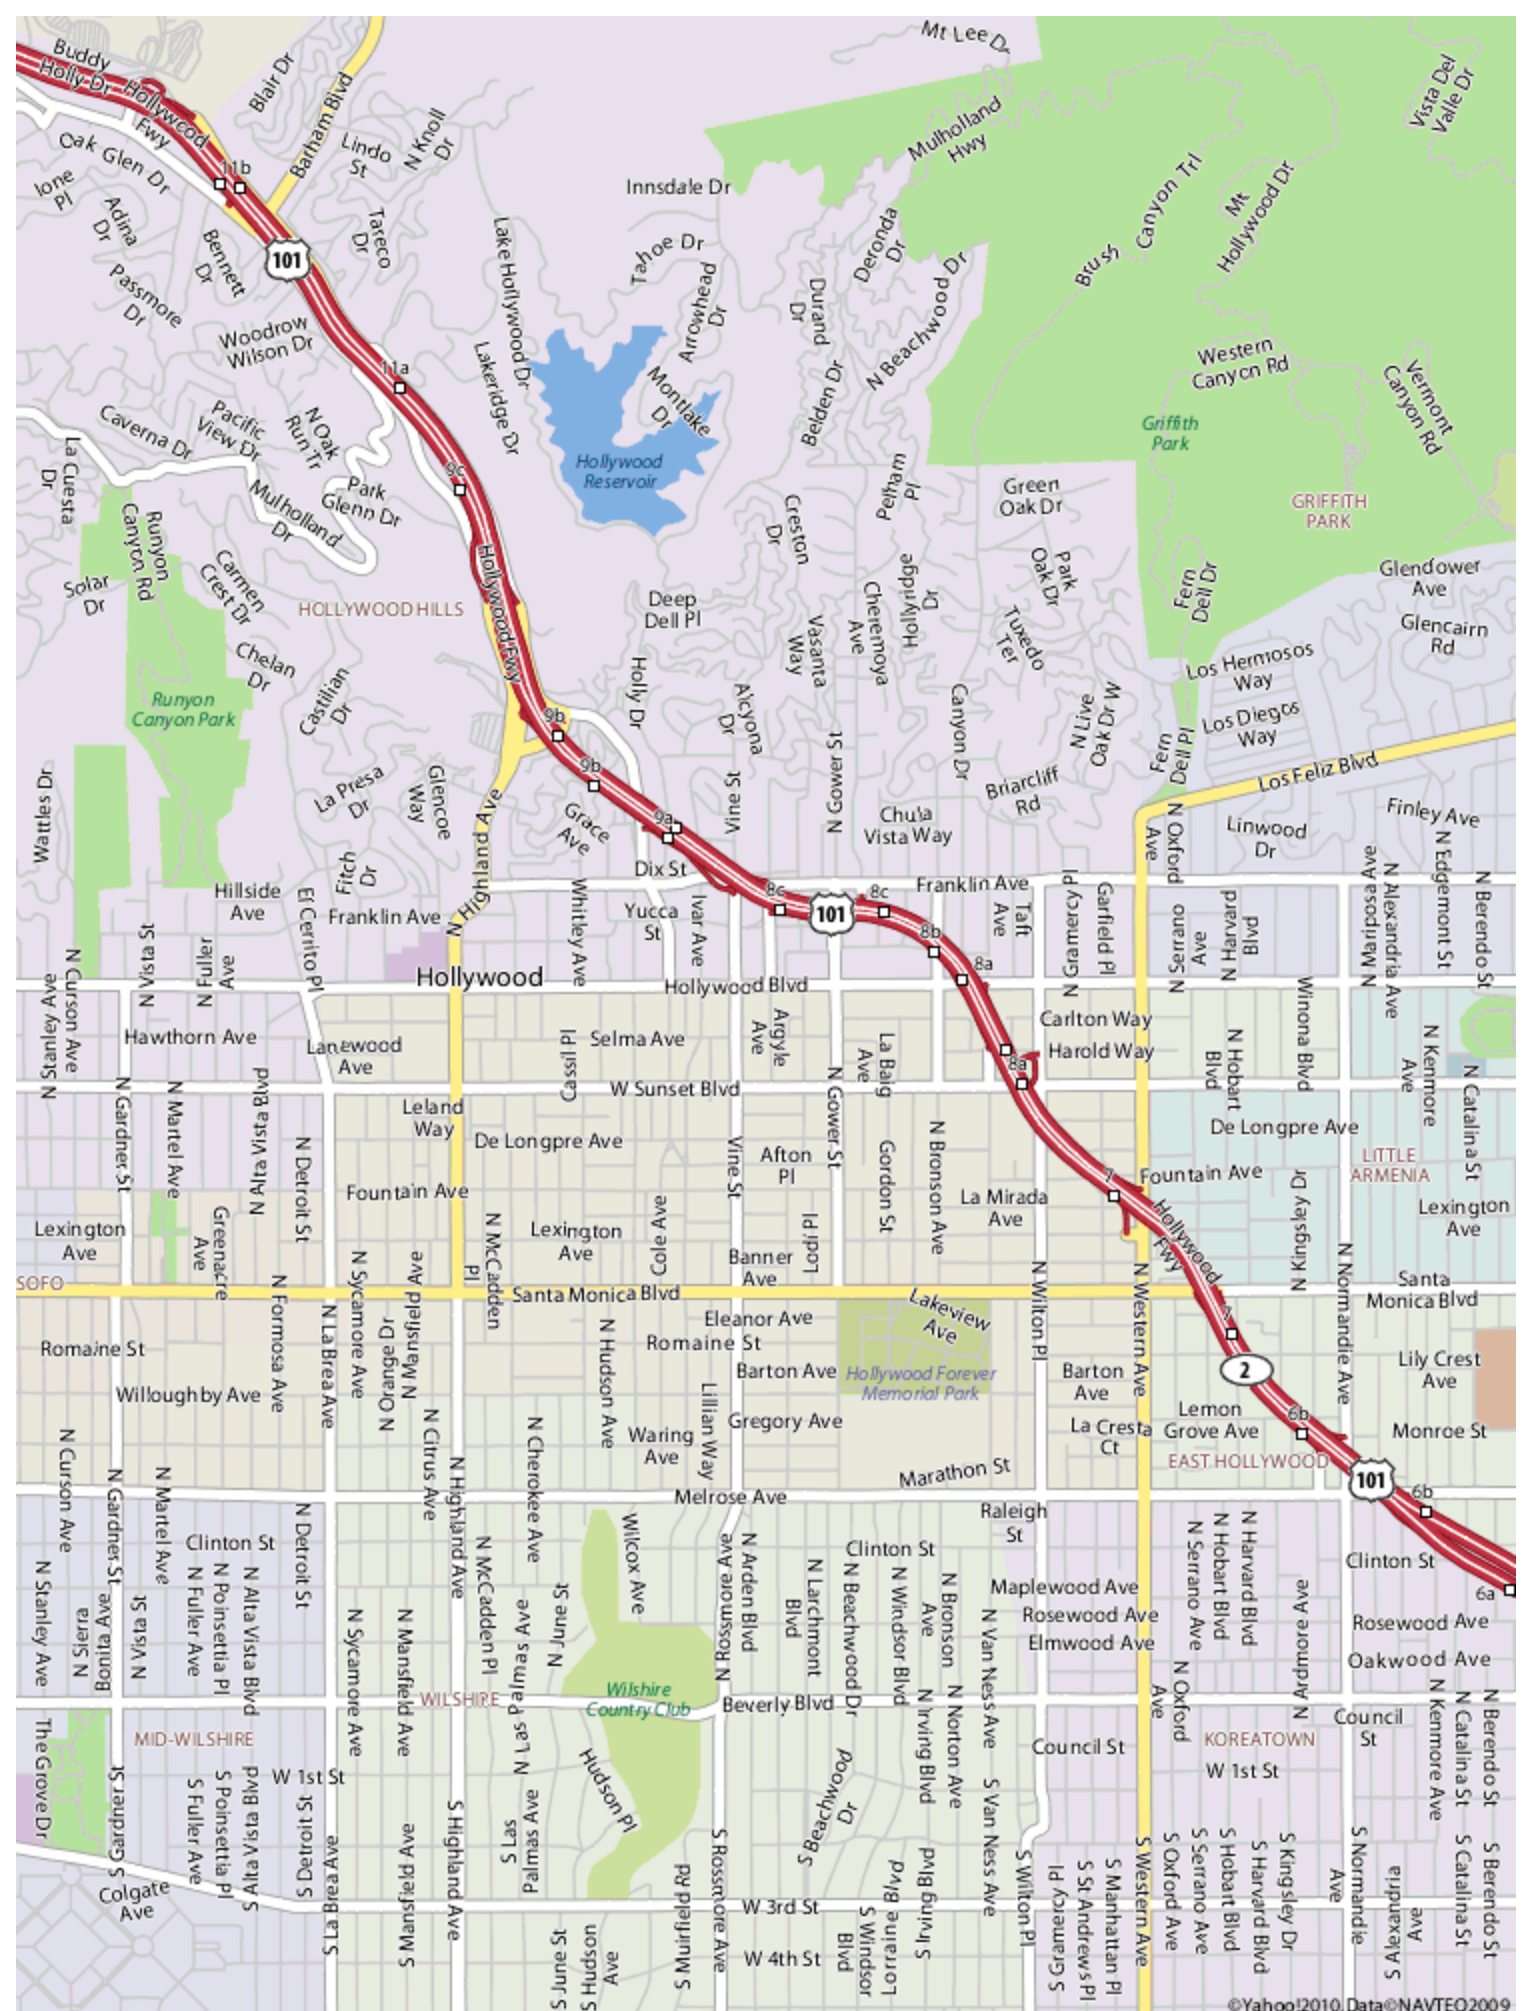 Mt Lee Dr
Buddy
Holly Dr
Hollywood
Fwy
Blair Dr
Barham Blvd
Vista Del
Valle Dr
Mulholland
Hwy
Oak Glen Dr
Lindo
St
N Knoll
Dr
11b
Ione
Pl
Innsdale Dr
Canyon Trl
Brush
Mt
Hollywood Dr
Adina
Dr
Bennett
Dr
Tareco
Dr
Lake Hollywood Dr
Tahoe Dr
Deronda
Dr
101
Passmore
Dr
Arrowhead
Dr
Durand
Dr
N Beachwood Dr
Woodrow
Wilson Dr
11a
Lakeridge Dr
Montlake
Dr
Belden Dr
Western
Canyon Rd
Vermont
Canyon Rd
Caverna Dr
Pacific
View Dr
N Oak
Run Tr
Griffith
Park
La Cuesta
Dr
9c
Hollywood
Reservoir
Pelham
Pl
Green
Oak Dr
GRIFFITH
PARK
Park
Glenn Dr
Mulholland
Dr
Runyon
Canyon Rd
Creston
Dr
Solar
Dr
Carmen
Crest Dr
HOLLYWOOD HILLS
Hollywood Fwy
Deep
Dell Pl
Vasanta
Way
Cheremoya
Ave
Hollyridge
Dr
Park
Oak Dr
Tuxedo
Ter
Fern
Dell Dr
Glendower
Ave
Glencairn
Rd
Chelan
Dr
Los Hermosos
Way
Runyon
Canyon Park
Castilian
Dr
Holly Dr
Alcyona
Dr
Canyon Dr
N Live
Oak Dr W
Los Diegos
Way
9b
9b
Fern
Dell Pl
Los Feliz Blvd
Wattles Dr
La Presa
Dr
Glencoe
Way
N Highland Ave
Grace
Ave
9a
Vine St
N Gower St
Chula
Vista Way
Briarcliff
Rd
N Oxford
Ave
Linwood
Dr
Finley Ave
N Edgemont St
Fitch
Dr
Dix St
Hillside
Ave
El Cerrito Pl
Franklin Ave
Whitley Ave
Yucca
St
Ivar Ave
8c
101
8c
Franklin Ave
Taft
Ave
N Gramercy Pl
Garfield Pl
N Serrano
Ave
N Harvard
Blvd
N Mariposa Ave
N Alexandria Ave
N Berendo St
8b
8a
N Curson Ave
N Stanley Ave
N Vista St
N Fuller
Ave
Hollywood
Hollywood Blvd
Winona Blvd
Hawthorn Ave
Lanewood
Ave
Cassil Pl
Selma Ave
Argyle
Ave
La Baig
Ave
Carlton Way
Harold Way
8a
N Hobart
Blvd
N Kenmore
Ave
N Catalina St
W Sunset Blvd
N Gardner St
N Martel Ave
N Alta Vista Blvd
N Detroit St
Leland
Way
De Longpre Ave
Vine St
Afton
Pl
N Gower St
Gordon St
N Bronson Ave
De Longpre Ave
LITTLE
ARMENIA
Fountain Ave
7
Fountain Ave
La Mirada
Ave
Hollywood
Fwy
N Kingsley Dr
Lexington
Ave
Lexington
Ave
Greenacre
Ave
N McCadden
Pl
Lexington
Ave
Cole Ave
Banner
Ave
Lodi Pl
SOFO
N Formosa Ave
N La Brea Ave
N Sycamore Ave
N Orange Dr
N Mansfield Ave
Santa Monica Blvd
Lakeview
Ave
N Wilton Pl
N Western Ave
N Normandie Ave
Santa
Monica Blvd
Romaine St
N Hudson Ave
Eleanor Ave
Romaine St
Barton Ave
Hollywood Forever
Memorial Park
Barton
Ave
2
Lily Crest
Ave
Willoughby Ave
N Citrus Ave
N Cherokee Ave
Waring
Ave
Lillian Way
Gregory Ave
La Cresta
Ct
Lemon
Grove Ave
6b
Monroe St
EAST HOLLYWOOD
N Curson Ave
N Gardner St
N Martel Ave
N Highland Ave
Marathon St
Melrose Ave
101
6b
Raleigh
St
Clinton St
N Detroit St
Wilcox Ave
N Rossmore Ave
N Arden Blvd
Clinton St
N Serrano Ave
N Hobart Blvd
N Harvard Blvd
Clinton St
6a
N Stanley Ave
N Sierra
Bonita Ave
N Vista St
N Fuller Ave
N Poinsettia Pl
N Alta Vista Blvd
N Sycamore Ave
N Mansfield Ave
N McCadden Pl
N Las Palmas Ave
N June St
N Larchmont
Blvd
N Beachwood Dr
N Windsor Blvd
N Bronson
Ave
N Van Ness Ave
Maplewood Ave
Rosewood Ave
Elmwood Ave
N Ardmore Ave
Rosewood Ave
Oakwood Ave
WILSHIRE
Wilshire
Country Club
Beverly Blvd
N Irving Blvd
N Norton Ave
N Oxford
Ave
Council
St
N Kenmore Ave
N Catalina St
N Berendo St
The Grove Dr
MID-WILSHIRE
KOREATOWN
Council St
W 1st St
W 1st St
S Gardner St
S Fuller Ave
S Poinsettia Pl
S Alta Vista Blvd
S Detroit St
S La Brea Ave
S Mansfield Ave
S Highland Ave
S Las
Palmas Ave
Hudson Pl
S Rossmore Ave
S Beachwood
Dr
S Van Ness Ave
S Wilton Pl
S Western Ave
S Oxford Ave
S Serrano Ave
S Hobart Blvd
S Harvard Blvd
S Kingsley Dr
S Normandie
Ave
S Alexandria
Ave
S Catalina St
S Berendo St
Colgate
Ave
S June St
S Hudson
Ave
S Muirfield Rd
W 3rd St
W 4th St
S Windsor
Blvd
Lorraine Blvd
S Irving Blvd
S Gramercy Pl
S St Andrews Pl
S Manhattan Pl
©Yahoo!2010, Data©NAVTEQ2009